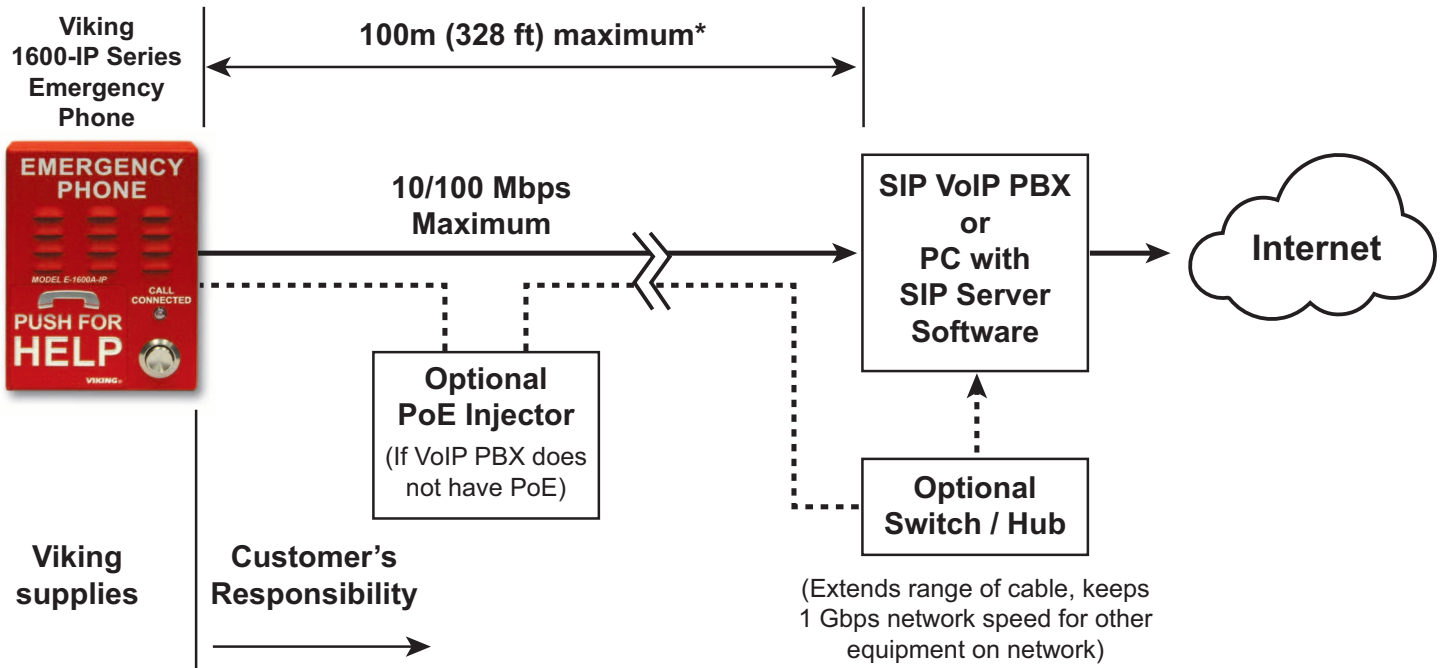 Viking
1600-IP Series
Emergency
Phone
100m (328 ft) maximum*
EMERGENCY
PHONE
MODEL E-1600A-IP
CALL
CONNECTED
PUSH FOR
HELP
VIKING®
10/100 Mbps
Maximum
SIP VoIP PBX
or
PC with
SIP Server
Software
Internet
Optional
PoE Injector
(If VoIP PBX does
not have PoE)
Optional
Switch / Hub
(Extends range of cable, keeps
1 Gbps network speed for other
equipment on network)
Viking
supplies
Customer's
Responsibility